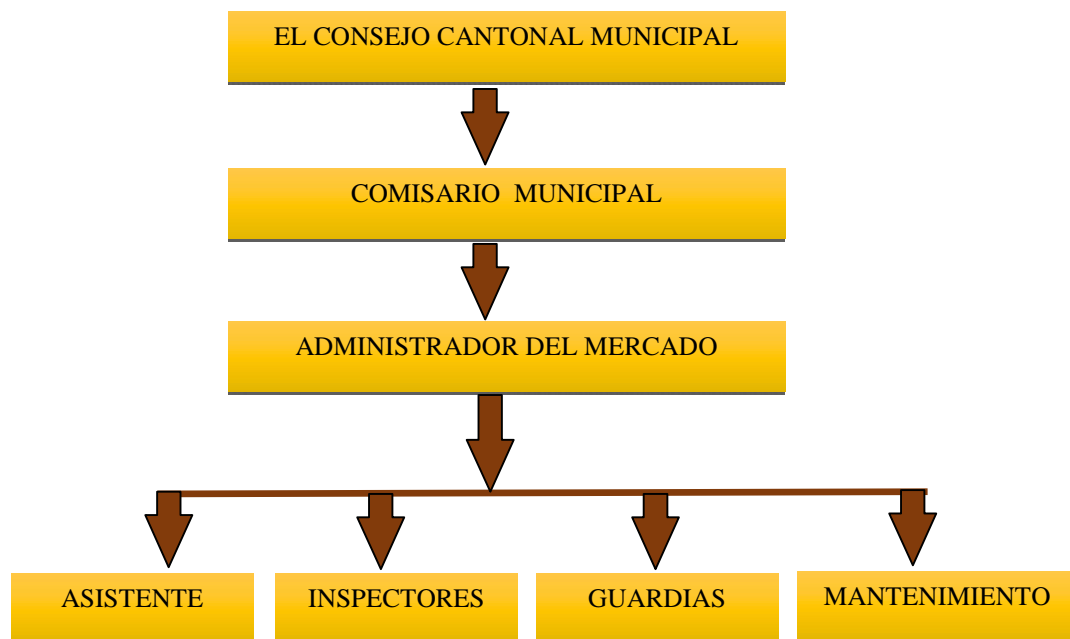 EL CONSEJO CANTONAL MUNICIPAL
COMISARIO MUNICIPAL
ADMINISTRADOR DEL MERCADO
ASISTENTE
INSPECTORES
GUARDIAS
MANTENIMIENTO